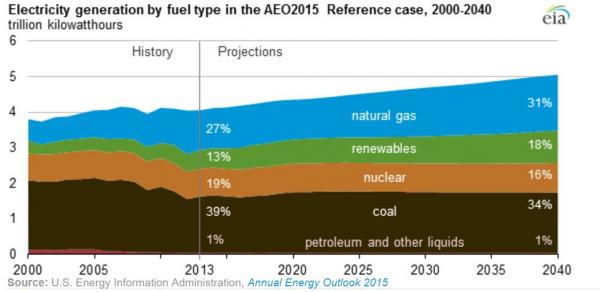 Electricity generation by fuel type in the AEO2015 Reference case, 2000-2040
trillion kilowatthours
eia
History Projections
6
5
4
3
2
1
0
natural gas
27% 31%
renewables
13% 18%
nuclear
19% 16%
coal
39% 34%
petroleum and other liquids
1% 1%
2000 2005 2013 2020 2025 2030 2035 2040
Source: U.S. Energy Information Administration, Annual Energy Outlook 2015